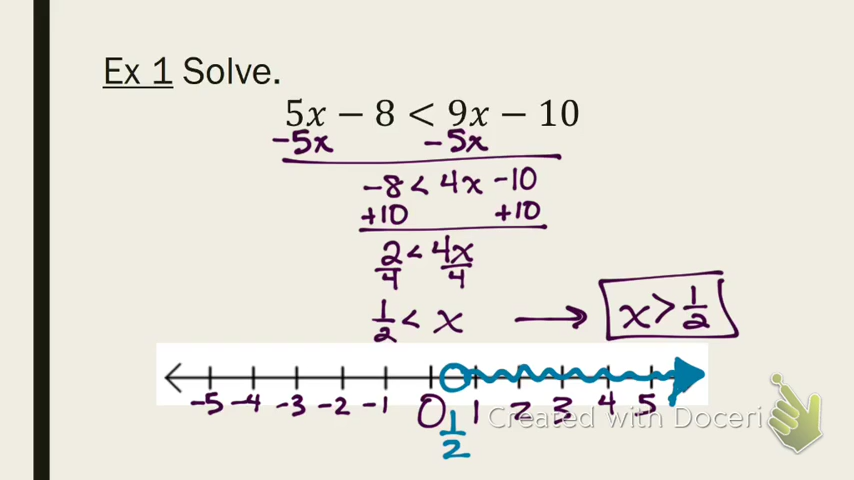 Ex 1 Solve.
5x − 8 < 9x − 10
-5x -5x
-8 < 4x -10
+10 +10
2/4 < 4x/4
1/2 < x → x > 1/2
-5 -4 -3 -2 -1 0 1 2 3 4 5
1/2
Created with Doceri